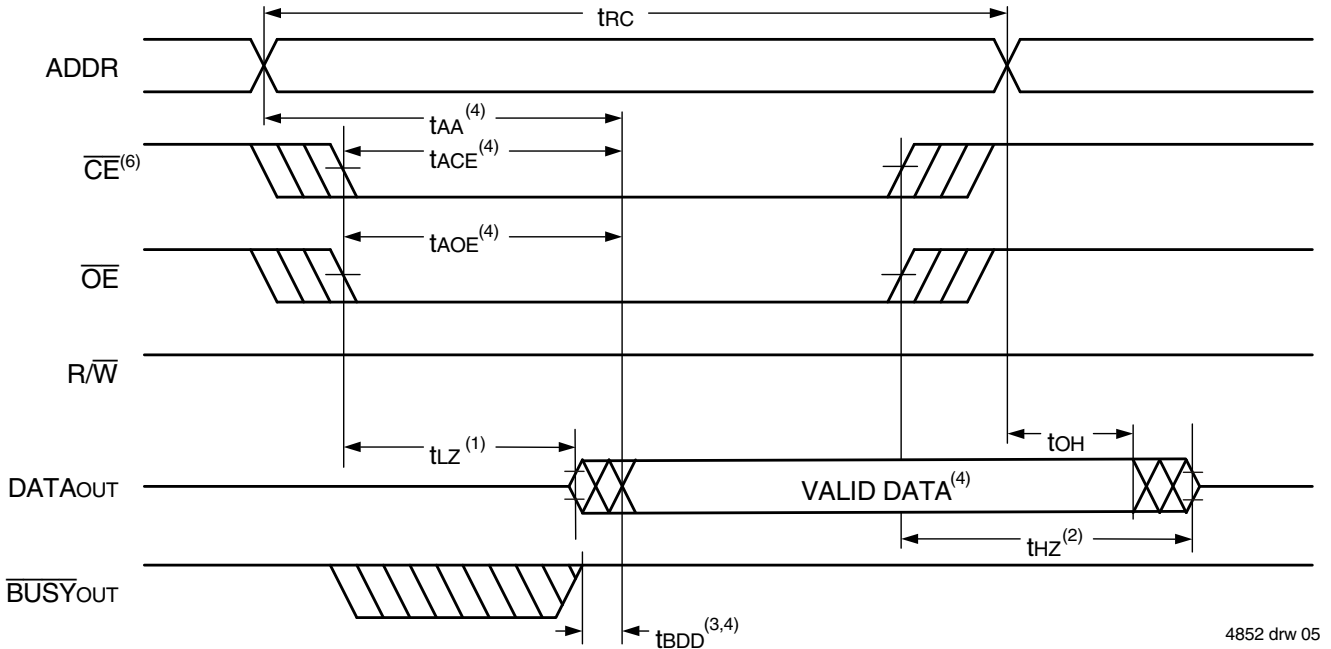 tRC
ADDR
tAA(4)
CE(6)
tACE(4)
tAOE(4)
OE
R/W
tLZ(1)
tOH
DATAOUT
VALID DATA(4)
tHZ(2)
BUSYOUT
tBDD(3,4)
4852 drw 05